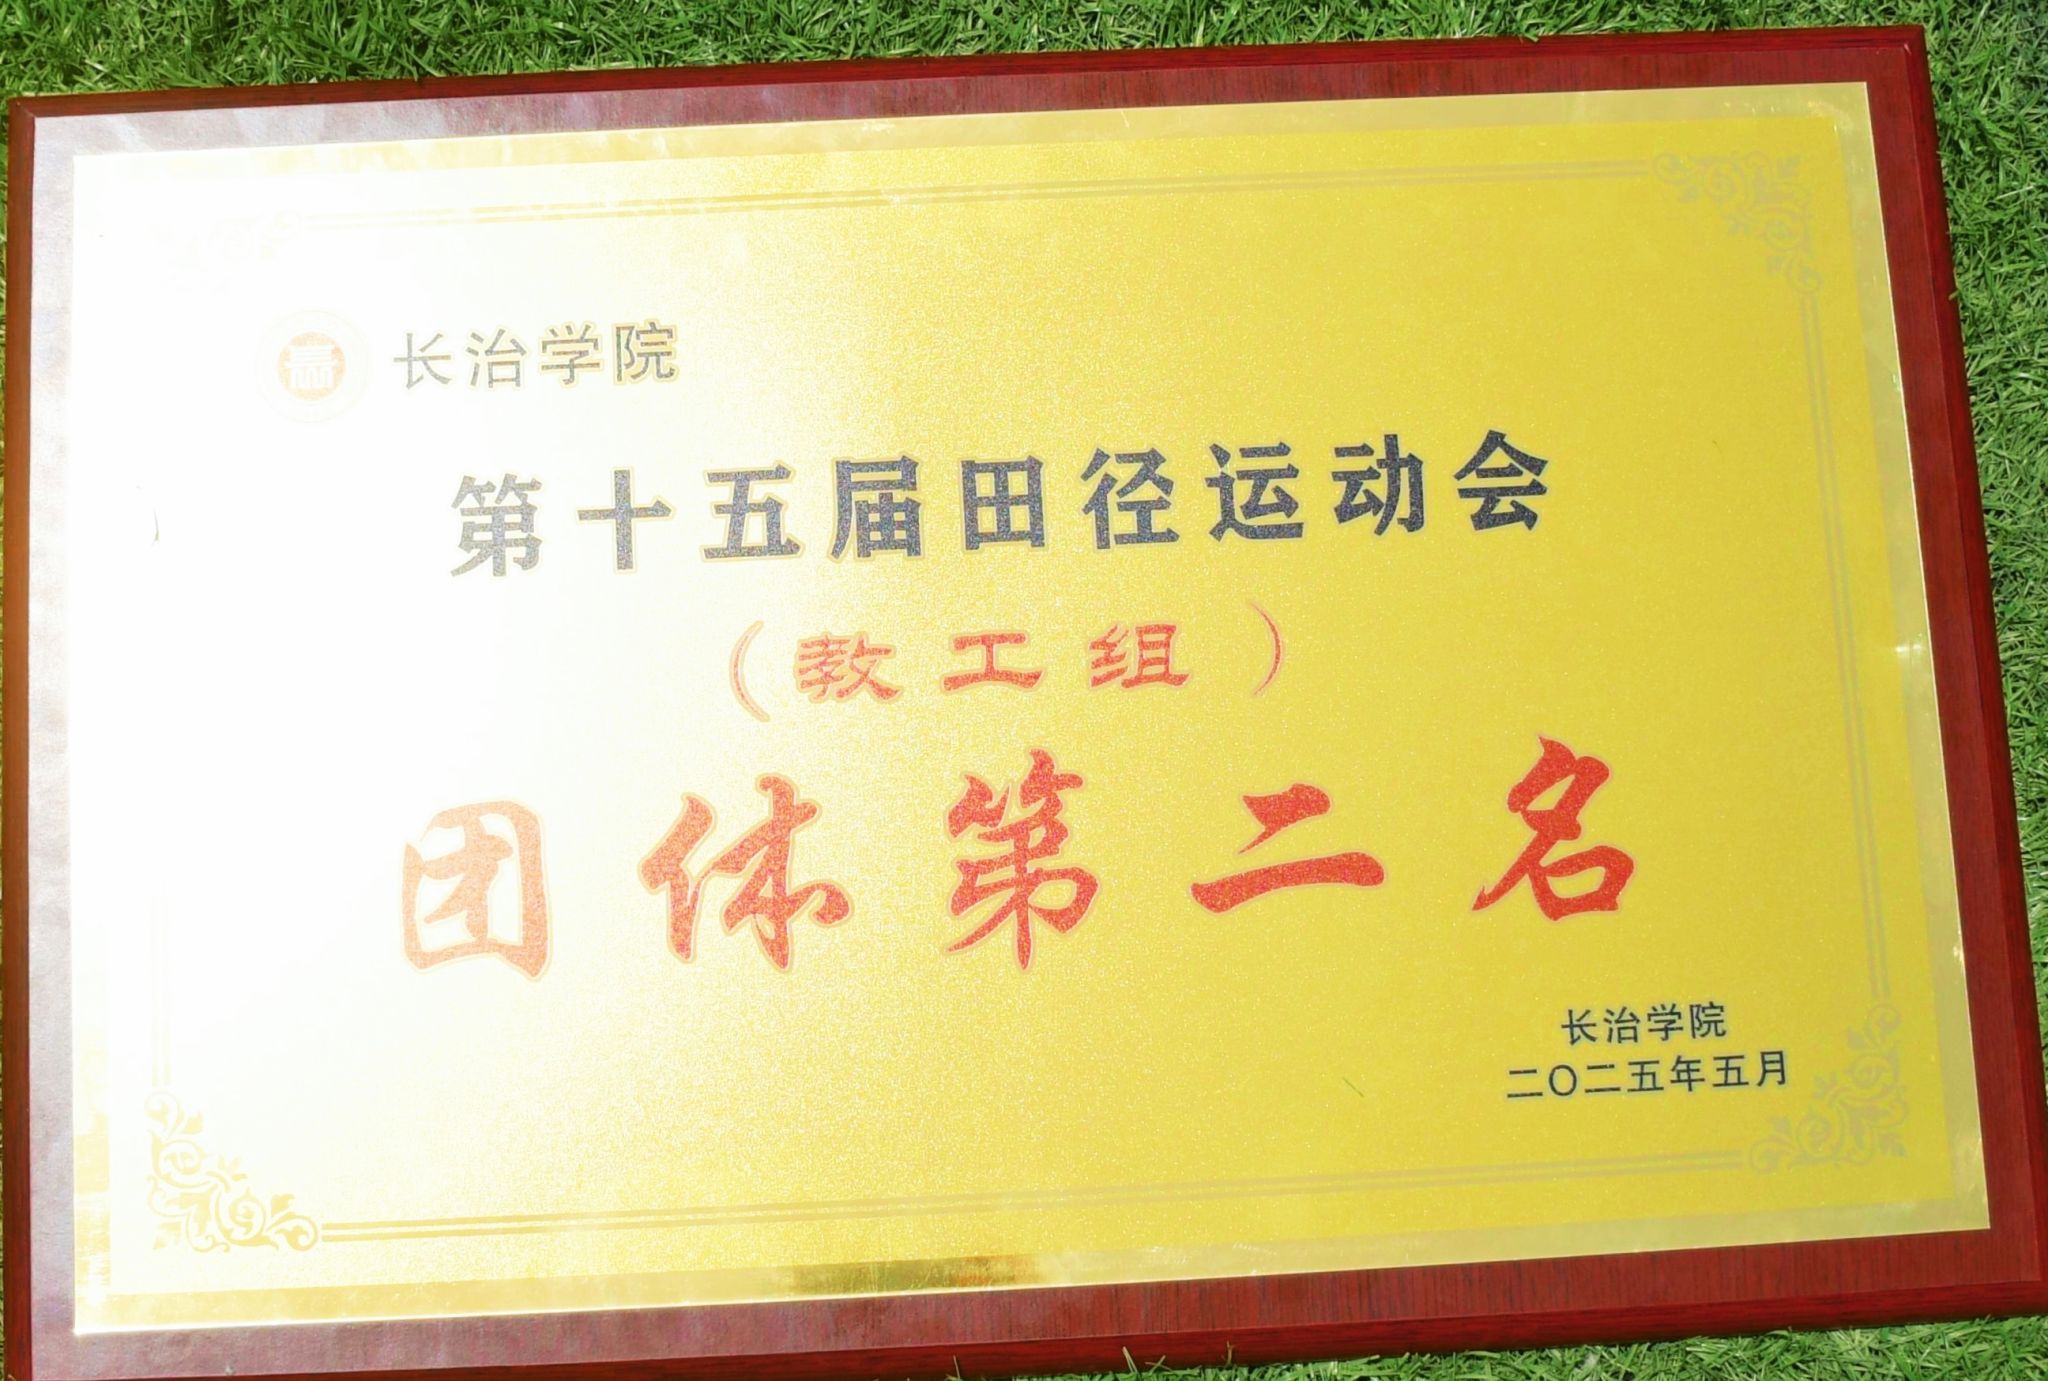 长治学院
第十五届田径运动会
（教工组）
团体第二名
长治学院
二〇二五年五月